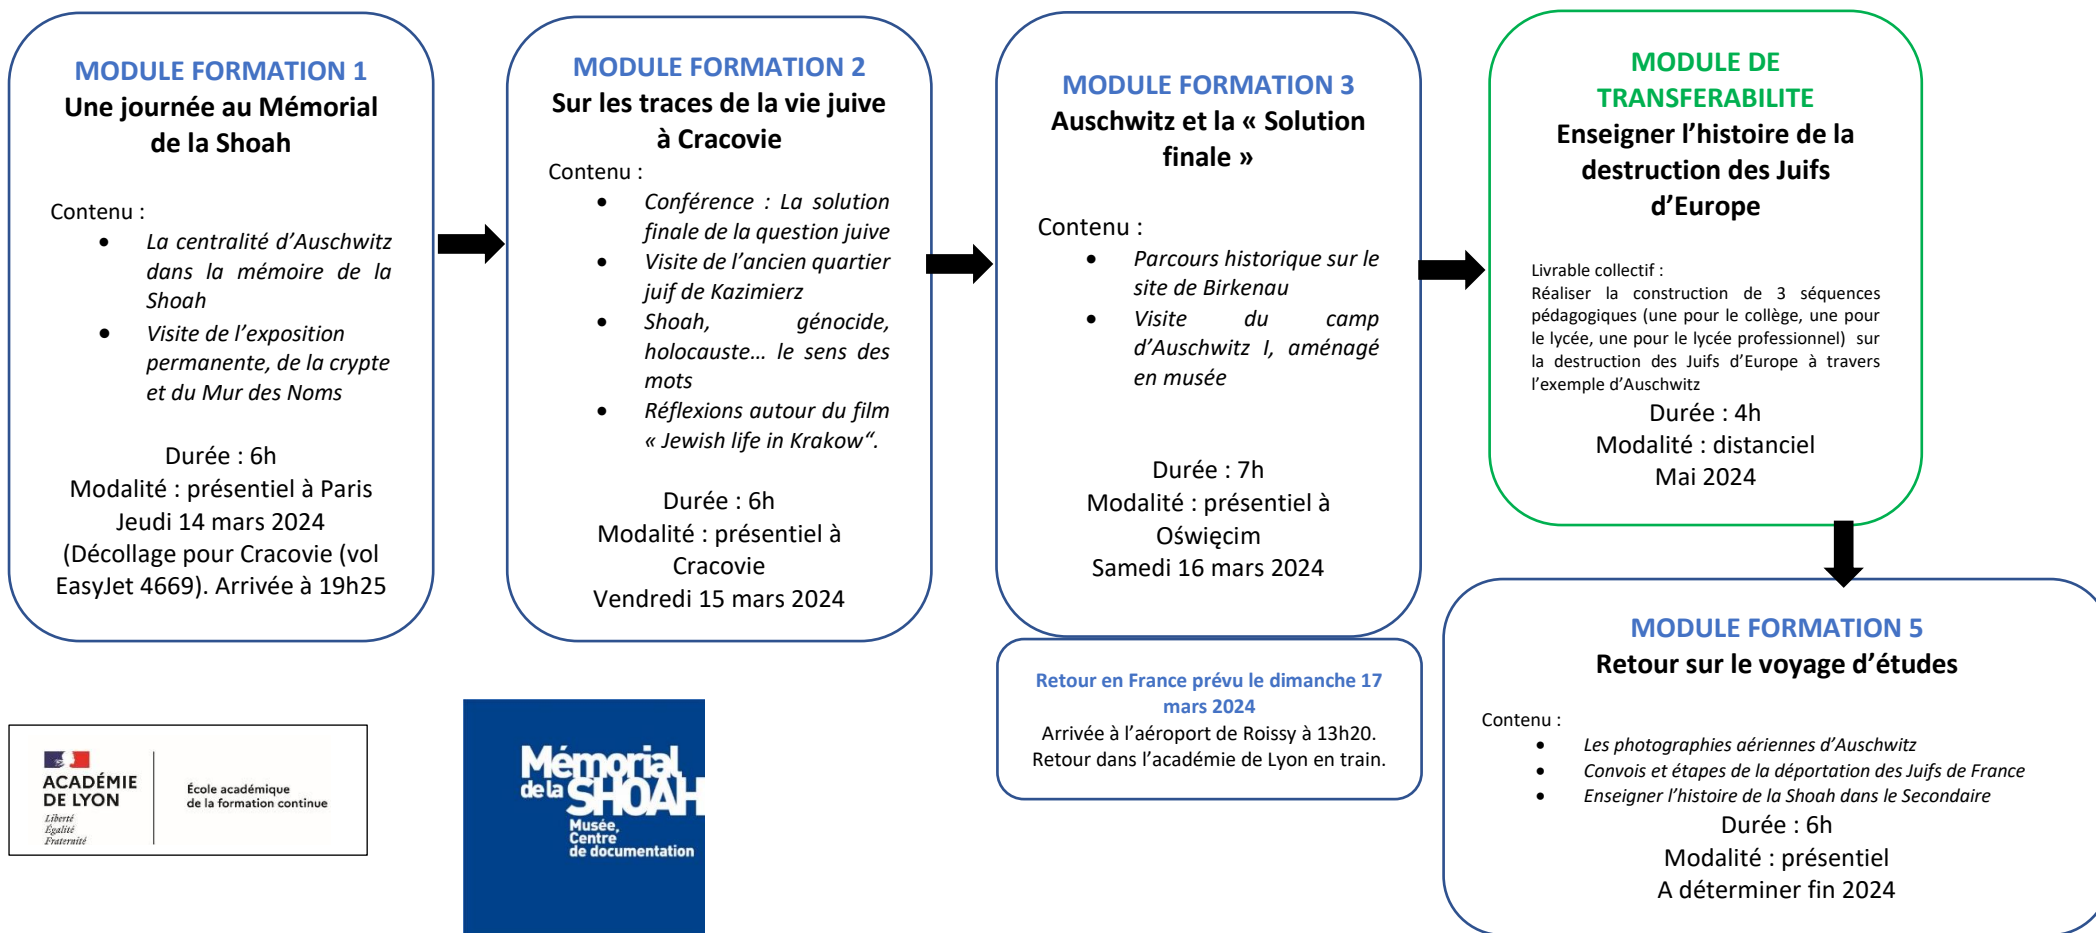 MODULE FORMATION 1
Une journée au Mémorial
de la Shoah
Contenu :
• La centralité d’Auschwitz
dans la mémoire de la
Shoah
• Visite de l’exposition
permanente, de la crypte
et du Mur des Noms
Durée : 6h
Modalité : présentiel à Paris
Jeudi 14 mars 2024
(Décollage pour Cracovie (vol
EasyJet 4669). Arrivée à 19h25
MODULE FORMATION 2
Sur les traces de la vie juive
à Cracovie
Contenu :
• Conférence : La solution
finale de la question juive
• Visite de l’ancien quartier
juif de Kazimierz
• Shoah, génocide,
holocauste… le sens des
mots
• Réflexions autour du film
« Jewish life in Krakow“.
Durée : 6h
Modalité : présentiel à
Cracovie
Vendredi 15 mars 2024
MODULE FORMATION 3
Auschwitz et la « Solution
finale »
Contenu :
• Parcours historique sur le
site de Birkenau
• Visite du camp
d’Auschwitz I, aménagé
en musée
Durée : 7h
Modalité : présentiel à
Oświęcim
Samedi 16 mars 2024
Retour en France prévu le dimanche 17
mars 2024
Arrivée à l’aéroport de Roissy à 13h20.
Retour dans l’académie de Lyon en train.
MODULE DE
TRANSFERABILITE
Enseigner l’histoire de la
destruction des Juifs
d’Europe
Livrable collectif :
Réaliser la construction de 3 séquences
pédagogiques (une pour le collège, une pour
le lycée, une pour le lycée professionnel) sur
la destruction des Juifs d’Europe à travers
l’exemple d’Auschwitz
Durée : 4h
Modalité : distanciel
Mai 2024
MODULE FORMATION 5
Retour sur le voyage d’études
Contenu :
• Les photographies aériennes d’Auschwitz
• Convois et étapes de la déportation des Juifs de France
• Enseigner l’histoire de la Shoah dans le Secondaire
Durée : 6h
Modalité : présentiel
A déterminer fin 2024
ACADÉMIE
DE LYON
Liberté
Égalité
Fraternité
École académique
de la formation continue
Mémorial
de la SHOAH
Musée,
Centre
de documentation